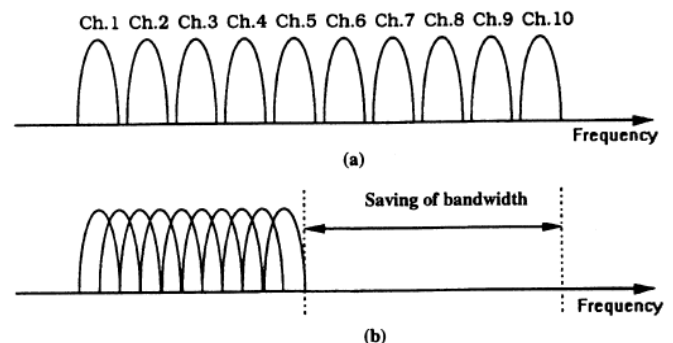 Ch.1 Ch.2 Ch.3 Ch.4 Ch.5 Ch.6 Ch.7 Ch.8 Ch.9 Ch.10
Frequency
(a)
Saving of bandwidth
Frequency
(b)